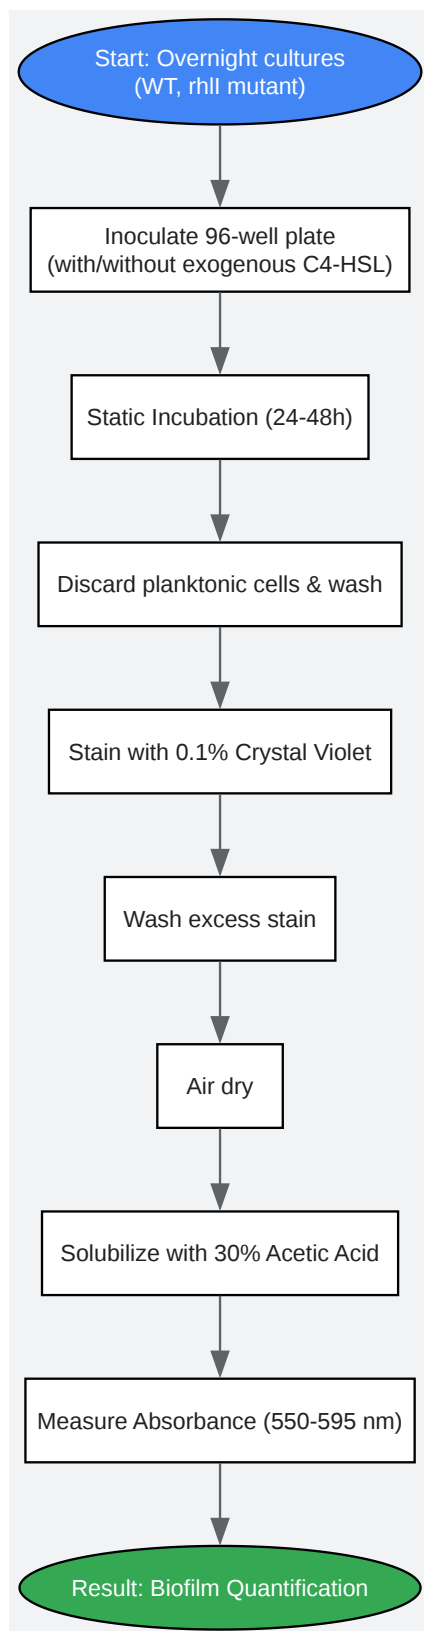 Start: Overnight cultures
(WT, rhlI mutant)
Inoculate 96-well plate
(with/without exogenous C4-HSL)
Static Incubation (24-48h)
Discard planktonic cells & wash
Stain with 0.1% Crystal Violet
Wash excess stain
Air dry
Solubilize with 30% Acetic Acid
Measure Absorbance (550-595 nm)
Result: Biofilm Quantification